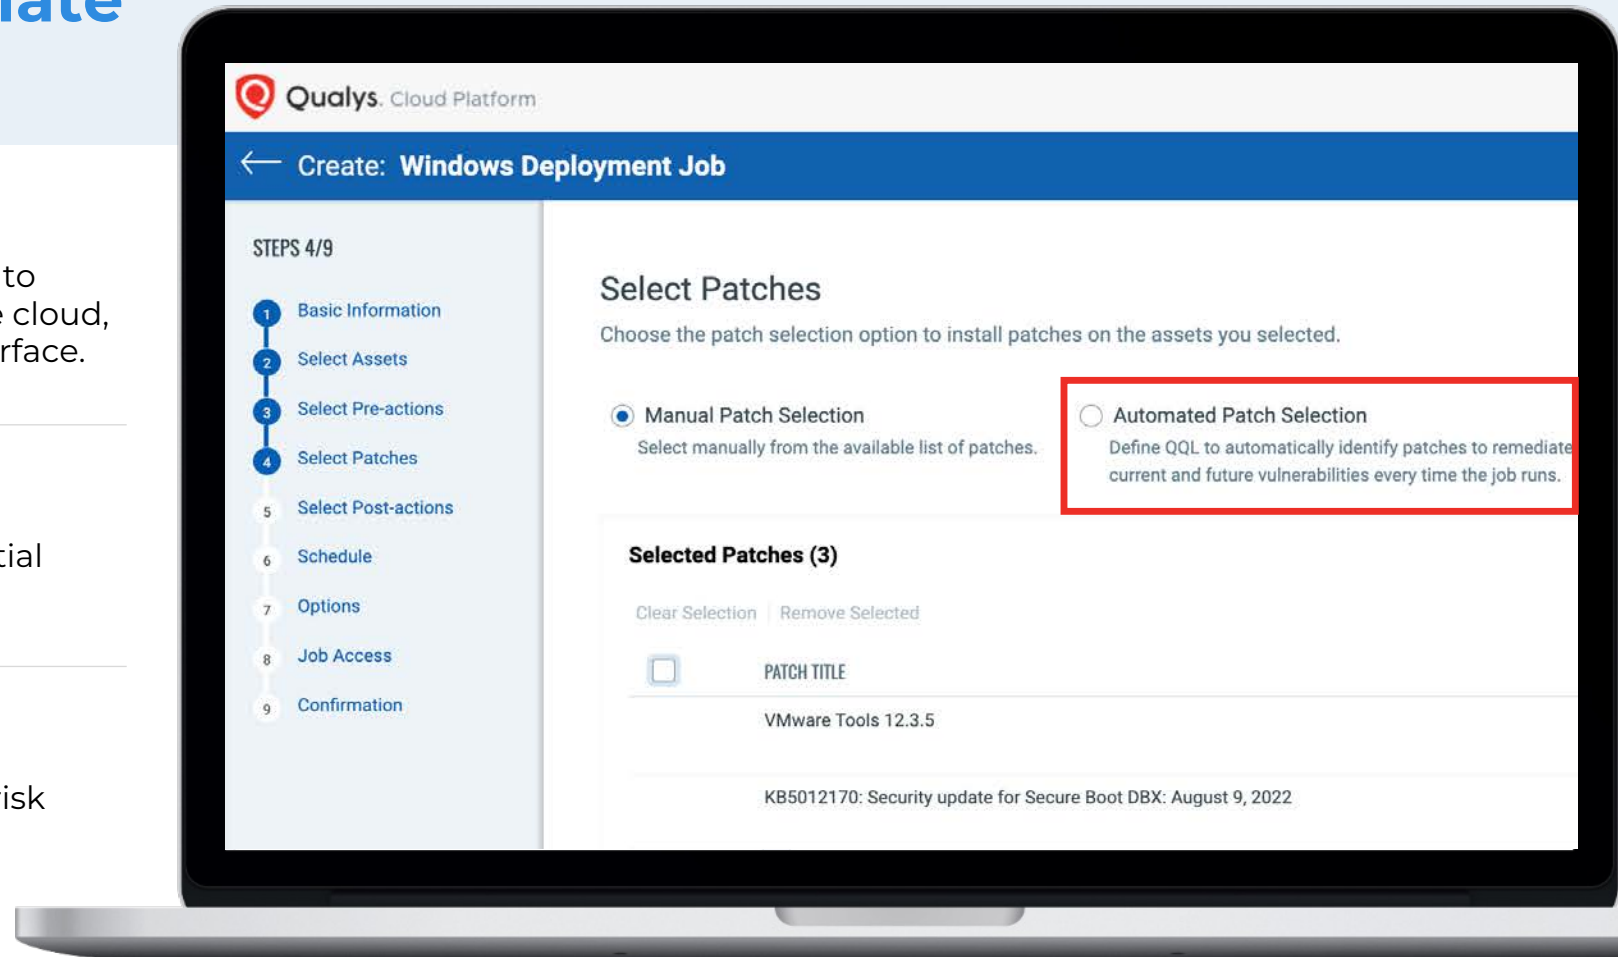 to
cloud,
Qualys. Cloud Platform
← Create: Windows Deployment Job
STEPS 4/9
1 Basic Information
2 Select Assets
3 Select Pre-actions
4 Select Patches
5 Select Post-actions
6 Schedule
7 Options
8 Job Access
9 Confirmation
Select Patches
Choose the patch selection option to install patches on the assets you selected.
Manual Patch Selection
Select manually from the available list of patches.
Automated Patch Selection
Define QQL to automatically identify patches to remediate
current and future vulnerabilities every time the job runs.
Selected Patches (3)
Clear Selection | Remove Selected
PATCH TITLE
VMware Tools 12.3.5
KB5012170: Security update for Secure Boot DBX: August 9, 2022